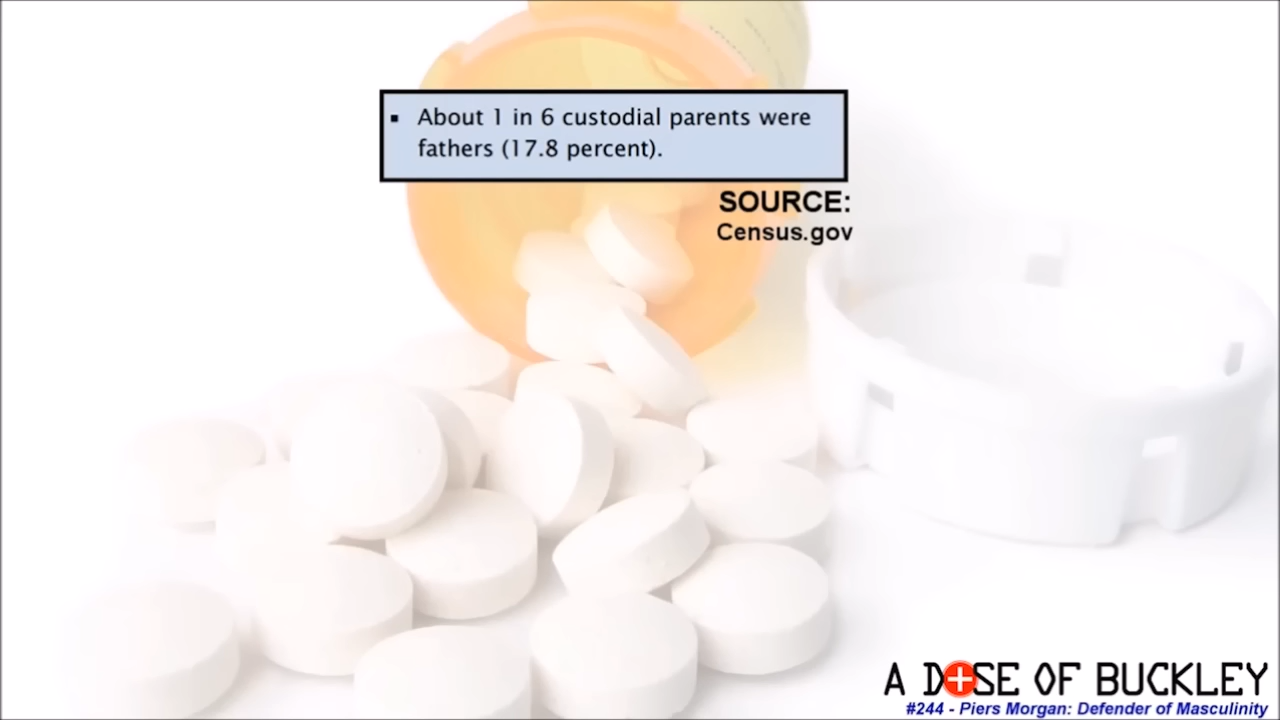 ▪ About 1 in 6 custodial parents were
fathers (17.8 percent).
SOURCE:
Census.gov
A DOSE OF BUCKLEY
#244 - Piers Morgan: Defender of Masculinity